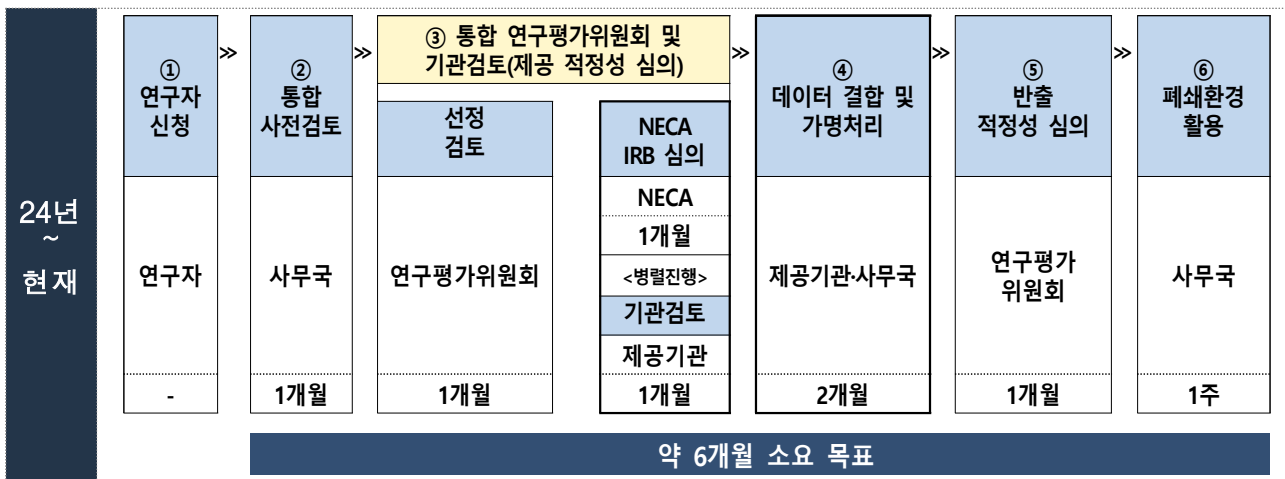 24년
~
현재
①
연구자
신청
≫
②
통합
사전검토
≫
③ 통합 연구평가위원회 및
기관검토(제공 적정성 심의)
≫
④
데이터 결합 및
가명처리
≫
⑤
반출
적정성 심의
≫
⑥
폐쇄환경
활용
선정
검토
NECA
IRB 심의
연구자
사무국
연구평가위원회
NECA
1개월
<병렬진행>
기관검토
제공기관
제공기관·사무국
연구평가
위원회
사무국
-
1개월
1개월
1개월
2개월
1개월
1주
약 6개월 소요 목표